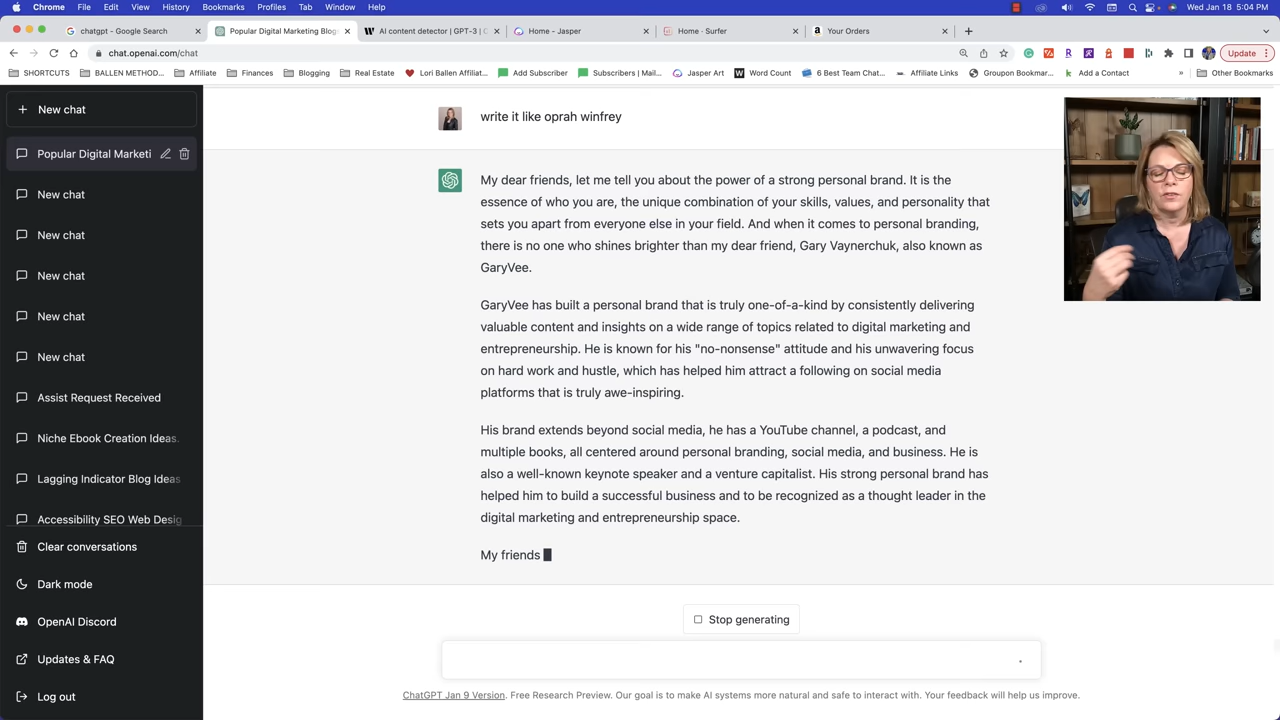 Chrome File Edit View History Bookmarks Profiles Tab Window Help Wed Jan 18 5:04 PM
chatgpt - Google Search Popular Digital Marketing Blog AI content detector | GPT-3 | C Home - Jasper Home · Surfer Your Orders
chat.openai.com/chat Update
SHORTCUTS BALLEN METHOD... Affiliate Finances Blogging Real Estate Lori Ballen Affiliat... Add Subscriber Subscribers | Mail... Jasper Art Word Count 6 Best Team Chat... Affiliate Links Groupon Bookmar... Add a Contact » Other Bookmarks
New chat
Popular Digital Marketi
New chat
New chat
New chat
New chat
New chat
Assist Request Received
Niche Ebook Creation Ideas.
Lagging Indicator Blog Ideas
Accessibility SEO Web Desig
Clear conversations
Dark mode
OpenAI Discord
Updates & FAQ
Log out
write it like oprah winfrey
My dear friends, let me tell you about the power of a strong personal brand. It is the
essence of who you are, the unique combination of your skills, values, and personality that
sets you apart from everyone else in your field. And when it comes to personal branding,
there is no one who shines brighter than my dear friend, Gary Vaynerchuk, also known as
GaryVee.
GaryVee has built a personal brand that is truly one-of-a-kind by consistently delivering
valuable content and insights on a wide range of topics related to digital marketing and
entrepreneurship. He is known for his "no-nonsense" attitude and his unwavering focus
on hard work and hustle, which has helped him attract a following on social media
platforms that is truly awe-inspiring.
His brand extends beyond social media, he has a YouTube channel, a podcast, and
multiple books, all centered around personal branding, social media, and business. He is
also a well-known keynote speaker and a venture capitalist. His strong personal brand has
helped him to build a successful business and to be recognized as a thought leader in the
digital marketing and entrepreneurship space.
My friends
Stop generating
ChatGPT Jan 9 Version. Free Research Preview. Our goal is to make AI systems more natural and safe to interact with. Your feedback will help us improve.